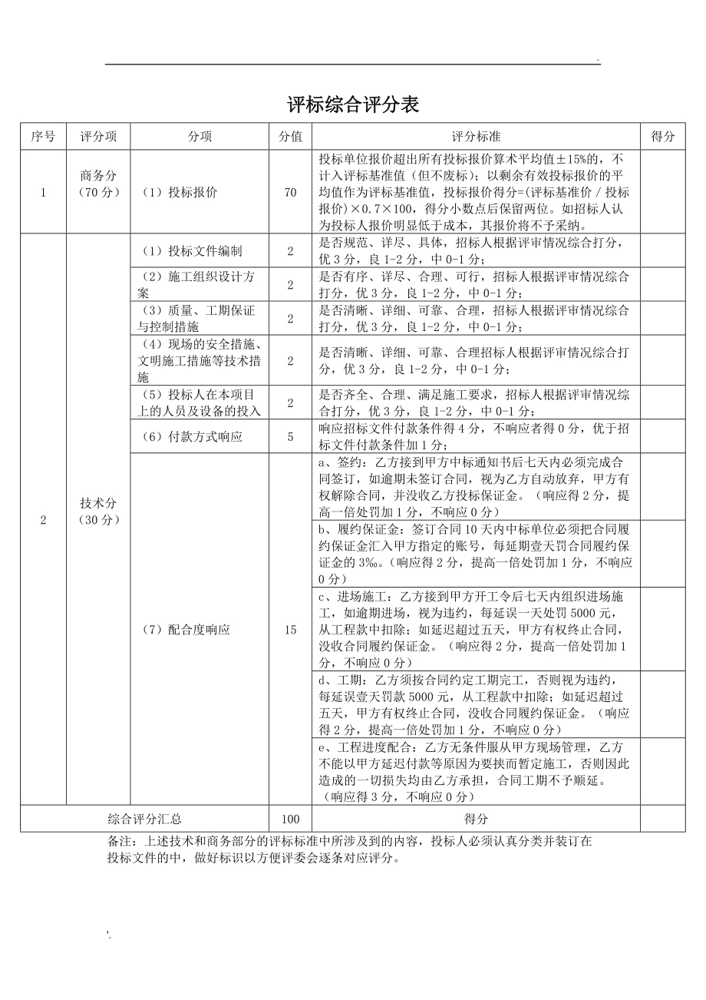 评标综合评分表
序号 评分项 分项 分值 评分标准 得分
1
商务分
（70 分）
（1）投标报价
70
投标单位报价超出所有投标报价算术平均值±15%的，不
计入评标基准值（但不废标）；以剩余有效投标报价的平
均值作为评标基准值，投标报价得分=(评标基准价／投标
报价)×0.7×100，得分小数点后保留两位。如招标人认
为投标人报价明显低于成本，其报价将不予采纳。
2
技术分
（30 分）
（1）投标文件编制
2
是否规范、详尽、具体，招标人根据评审情况综合打分，
优 3 分，良 1-2 分，中 0-1 分；
（2）施工组织设计方
案
2
是否有序、详尽、合理、可行，招标人根据评审情况综合
打分，优 3 分，良 1-2 分，中 0-1 分；
（3）质量、工期保证
与控制措施
2
是否清晰、详细、可靠、合理，招标人根据评审情况综合
打分，优 3 分，良 1-2 分，中 0-1 分；
（4）现场的安全措施、
文明施工措施等技术措
施
2
是否清晰、详细、可靠、合理招标人根据评审情况综合打
分，优 3 分，良 1-2 分，中 0-1 分；
（5）投标人在本项目
上的人员及设备的投入
2
是否齐全、合理、满足施工要求，招标人根据评审情况综
合打分，优 3 分，良 1-2 分，中 0-1 分；
（6）付款方式响应
5
响应招标文件付款条件得 4 分，不响应者得 0 分，优于招
标文件付款条件加 1 分；
（7）配合度响应
15
a、签约：乙方接到甲方中标通知书后七天内必须完成合
同签订，如逾期未签订合同，视为乙方自动放弃，甲方有
权解除合同，并没收乙方投标保证金。（响应得 2 分，提
高一倍处罚加 1 分，不响应 0 分）
b、履约保证金：签订合同 10 天内中标单位必须把合同履
约保证金汇入甲方指定的账号，每延期壹天罚合同履约保
证金的 3‰。（响应得 2 分，提高一倍处罚加 1 分，不响应
0 分）
c、进场施工：乙方接到甲方开工令后七天内组织进场施
工，如逾期进场，视为违约，每延误一天处罚 5000 元，
从工程款中扣除；如延迟超过五天，甲方有权终止合同，
没收合同履约保证金。（响应得 2 分，提高一倍处罚加 1
分，不响应 0 分）
d、工期：乙方须按合同约定工期完工，否则视为违约，
每延误壹天罚款 5000 元，从工程款中扣除；如延迟超过
五天，甲方有权终止合同，没收合同履约保证金。（响应
得 2 分，提高一倍处罚加 1 分，不响应 0 分）
e、工程进度配合：乙方无条件服从甲方现场管理，乙方
不能以甲方延迟付款等原因为要挟而暂定施工，否则因此
造成的一切损失均由乙方承担，合同工期不予顺延。
（响应得 3 分，不响应 0 分）
综合评分汇总 100 得分
备注：上述技术和商务部分的评标标准中所涉及到的内容，投标人必须认真分类并装订在
投标文件的中，做好标识以方便评委会逐条对应评分。
'.